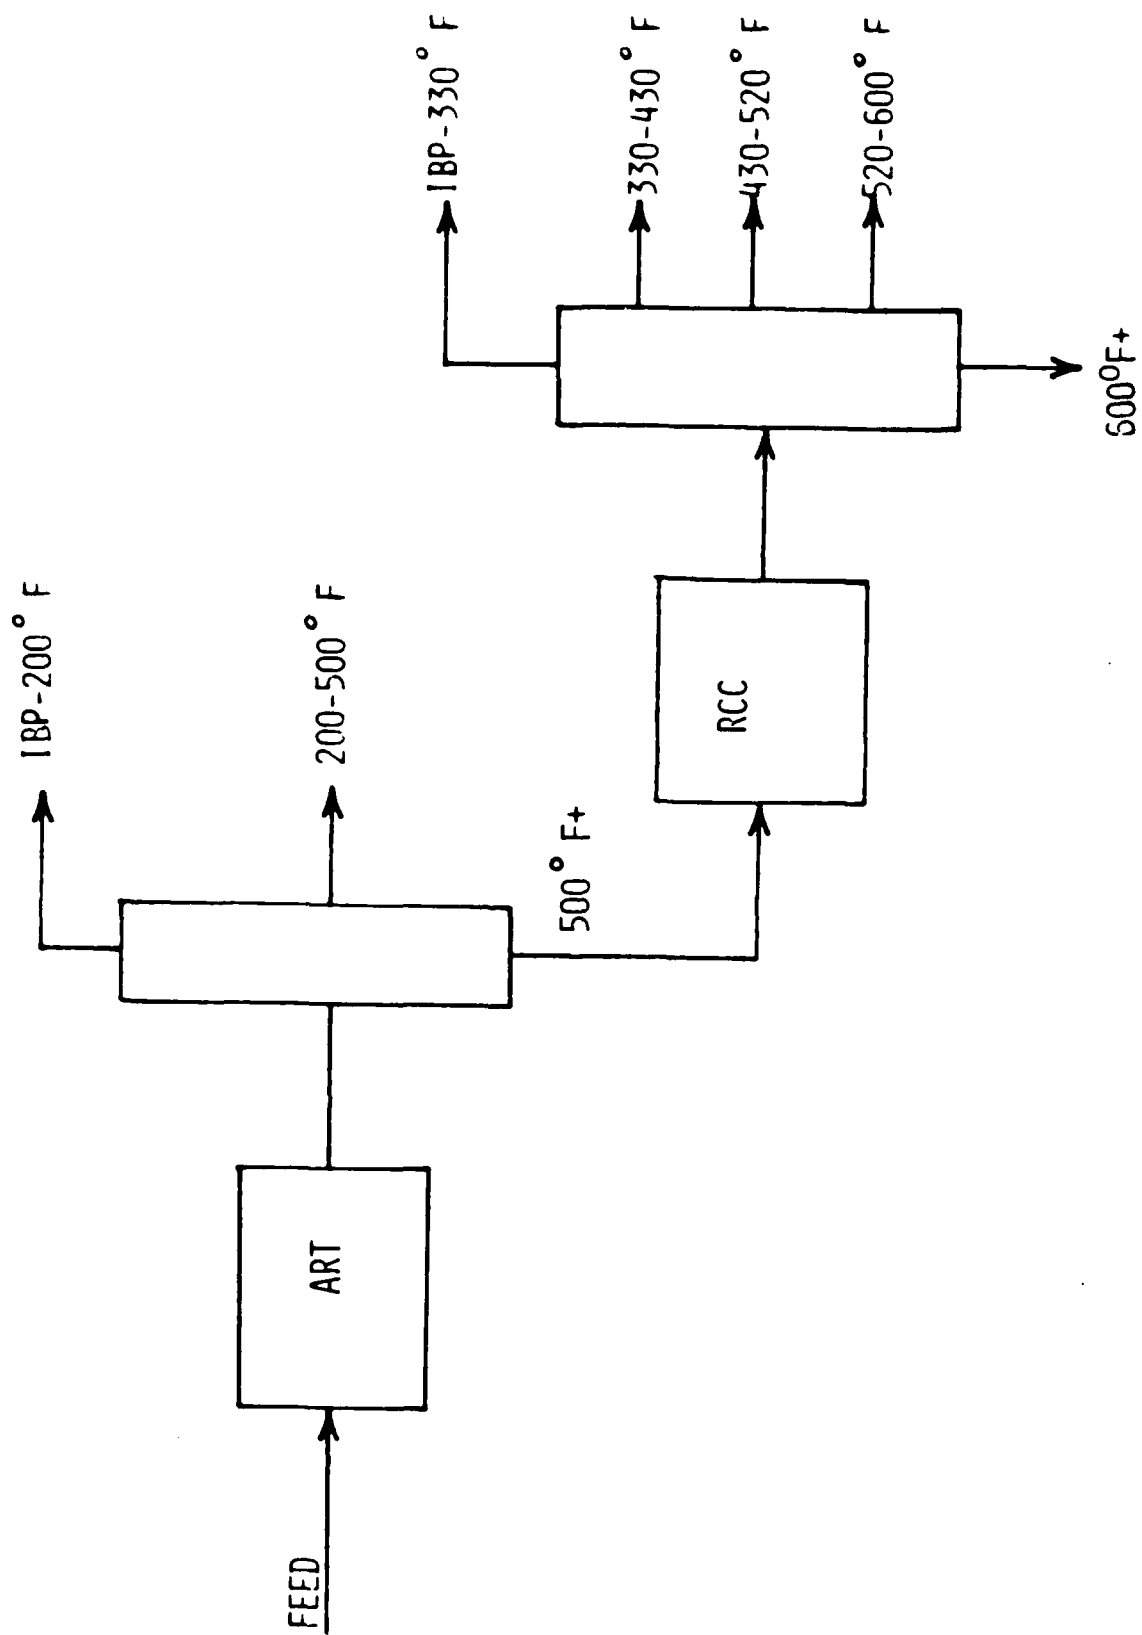 FEED
ART
IBP-200° F
200-500° F
500° F+
RCC
IBP-330° F
330-430° F
430-520° F
520-600° F
600°F+